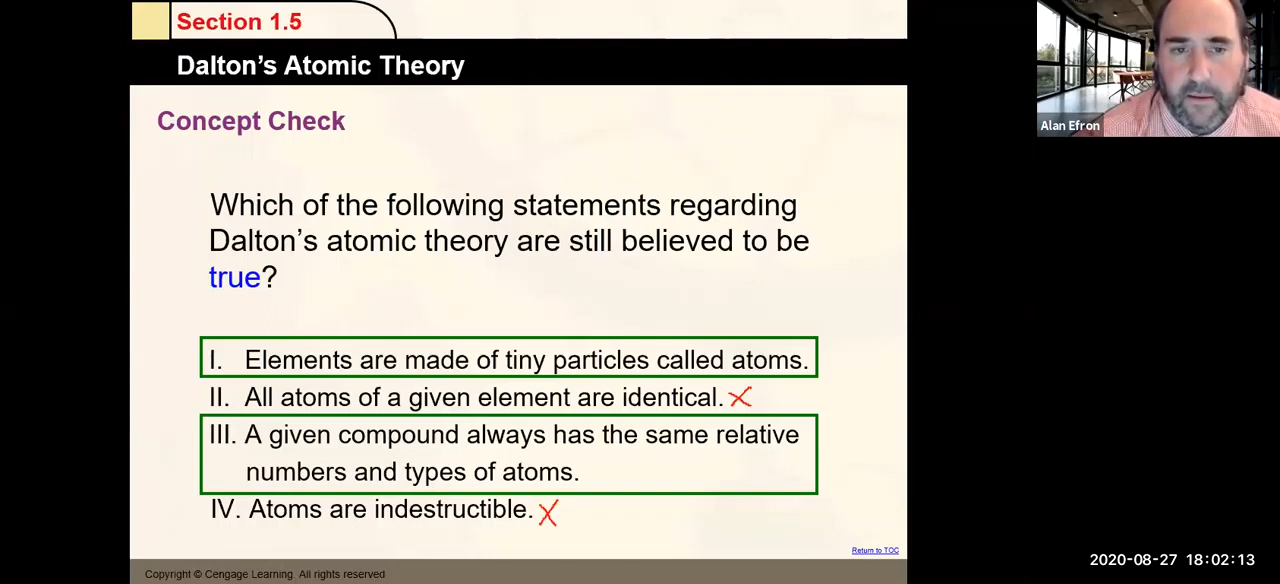 Section 1.5
Dalton's Atomic Theory
Concept Check
Which of the following statements regarding
Dalton's atomic theory are still believed to be
true?
I. Elements are made of tiny particles called atoms.
II. All atoms of a given element are identical.
III. A given compound always has the same relative
numbers and types of atoms.
IV. Atoms are indestructible.
Return to TOC
Copyright © Cengage Learning. All rights reserved
Alan Efron
2020-08-27 18:02:13